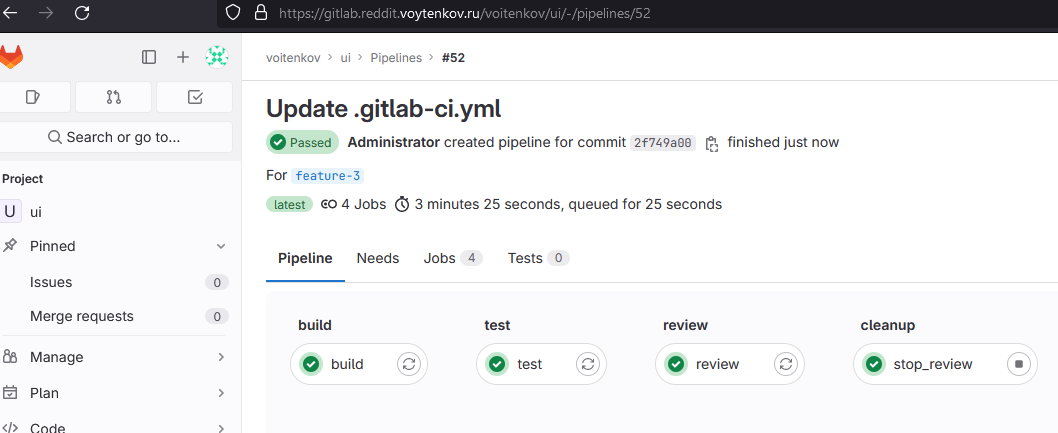 https://gitlab.reddit.voytenkov.ru/voitenkov/ui/-/pipelines/52
voitenkov > ui > Pipelines > #52
Update .gitlab-ci.yml
Passed Administrator created pipeline for commit 2f749a00 finished just now
For feature-3
latest 4 Jobs 3 minutes 25 seconds, queued for 25 seconds
Pipeline Needs Jobs 4 Tests 0
build test review cleanup
build test review stop_review
Search or go to...
Project
U ui
Pinned
Issues 0
Merge requests 0
Manage
Plan
Code